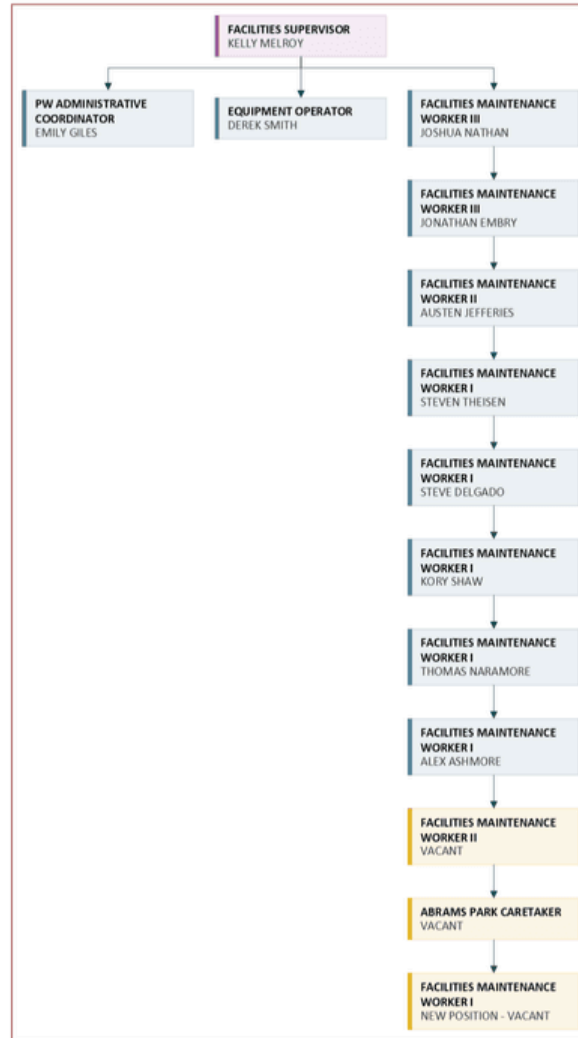 FACILITIES SUPERVISOR
KELLY MELROY
PW ADMINISTRATIVE
COORDINATOR
EMILY GILES
EQUIPMENT OPERATOR
DEREK SMITH
FACILITIES MAINTENANCE
WORKER III
JOSHUA NATHAN
FACILITIES MAINTENANCE
WORKER III
JONATHAN EMBRY
FACILITIES MAINTENANCE
WORKER II
AUSTEN JEFFERIES
FACILITIES MAINTENANCE
WORKER I
STEVEN THEISEN
FACILITIES MAINTENANCE
WORKER I
STEVE DELGADO
FACILITIES MAINTENANCE
WORKER I
KORY SHAW
FACILITIES MAINTENANCE
WORKER I
THOMAS NARAMORE
FACILITIES MAINTENANCE
WORKER I
ALEX ASHMORE
FACILITIES MAINTENANCE
WORKER II
VACANT
ABRAMS PARK CARETAKER
VACANT
FACILITIES MAINTENANCE
WORKER I
NEW POSITION - VACANT